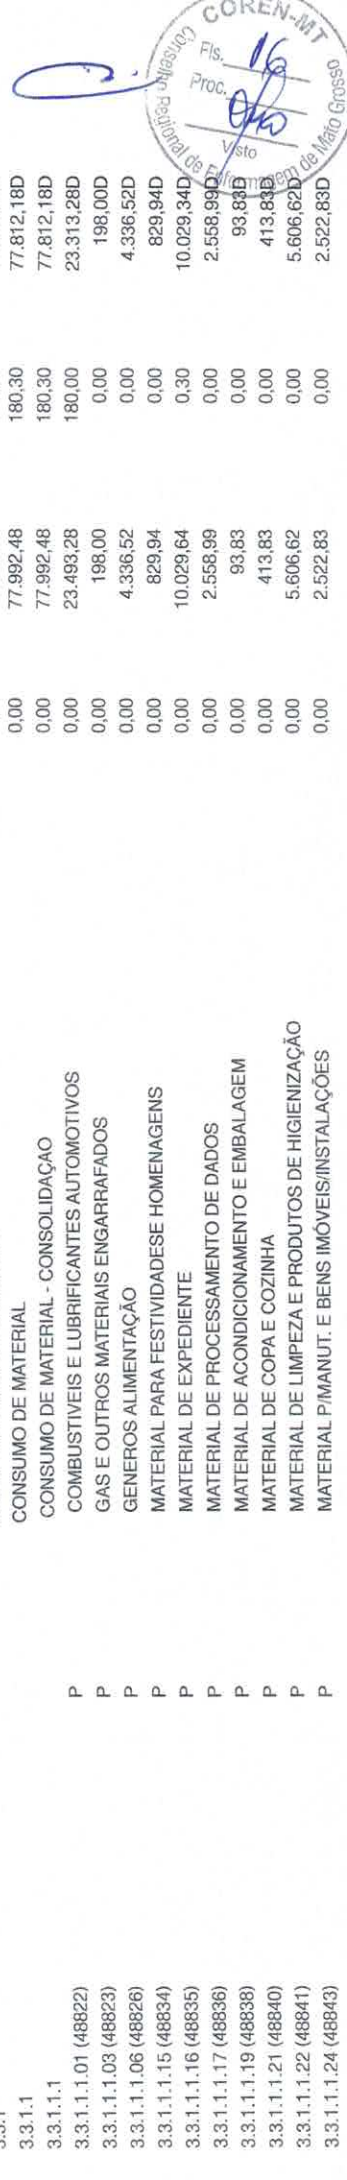 3.3.1.1 CONSUMO DE MATERIAL 0,00 77.992,48 180,30 77.812,18D
3.3.1.1.1 CONSUMO DE MATERIAL - CONSOLIDAÇÃO 0,00 77.992,48 180,30 77.812,18D
3.3.1.1.1.01 (48822) P COMBUSTIVEIS E LUBRIFICANTES AUTOMOTIVOS 0,00 23.493,28 180,00 23.313,28D
3.3.1.1.1.03 (48823) P GAS E OUTROS MATERIAIS ENGARRAFADOS 0,00 198,00 0,00 198,00D
3.3.1.1.1.06 (48826) P GENEROS ALIMENTAÇÃO 0,00 4.336,52 0,00 4.336,52D
3.3.1.1.1.15 (48834) P MATERIAL PARA FESTIVIDADESE HOMENAGENS 0,00 829,94 0,00 829,94D
3.3.1.1.1.16 (48835) P MATERIAL DE EXPEDIENTE 0,00 10.029,64 0,30 10.029,34D
3.3.1.1.1.17 (48836) P MATERIAL DE PROCESSAMENTO DE DADOS 0,00 2.558,99 0,00 2.558,99D
3.3.1.1.1.19 (48838) P MATERIAL DE ACONDICIONAMENTO E EMBALAGEM 0,00 93,83 0,00 93,83D
3.3.1.1.1.21 (48840) P MATERIAL DE COPA E COZINHA 0,00 413,83 0,00 413,83D
3.3.1.1.1.22 (48841) P MATERIAL DE LIMPEZA E PRODUTOS DE HIGIENIZAÇÃO 0,00 5.606,62 0,00 5.606,62D
3.3.1.1.1.24 (48843) P MATERIAL P/MANUT. E BENS IMÓVEIS/INSTALAÇÕES 0,00 2.522,83 0,00 2.522,83D
COREN-MT
Conselho Regional de Enfermagem de Mato Grosso
Fls. 16
Proc.
Visto